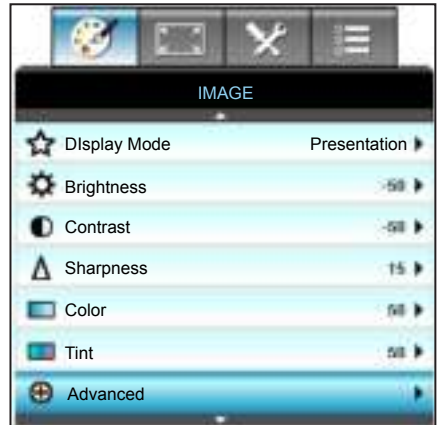 IMAGE
DIsplay Mode Presentation
Brightness -50
Contrast -50
Sharpness 15
Color 50
Tint 50
Advanced